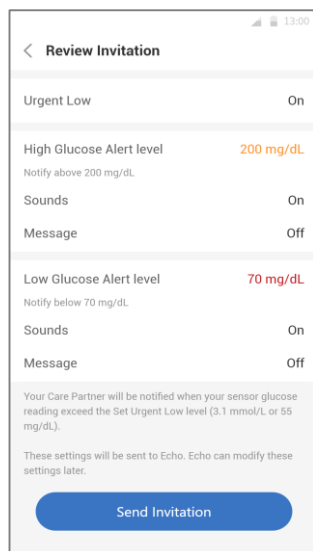 13:00
Review Invitation
Urgent Low On
High Glucose Alert level 200 mg/dL
Notify above 200 mg/dL
Sounds On
Message Off
Low Glucose Alert level 70 mg/dL
Notify below 70 mg/dL
Sounds On
Message Off
Your Care Partner will be notified when your sensor glucose
reading exceed the Set Urgent Low level (3.1 mmol/L or 55
mg/dL).
These settings will be sent to Echo. Echo can modify these
settings later.
Send Invitation